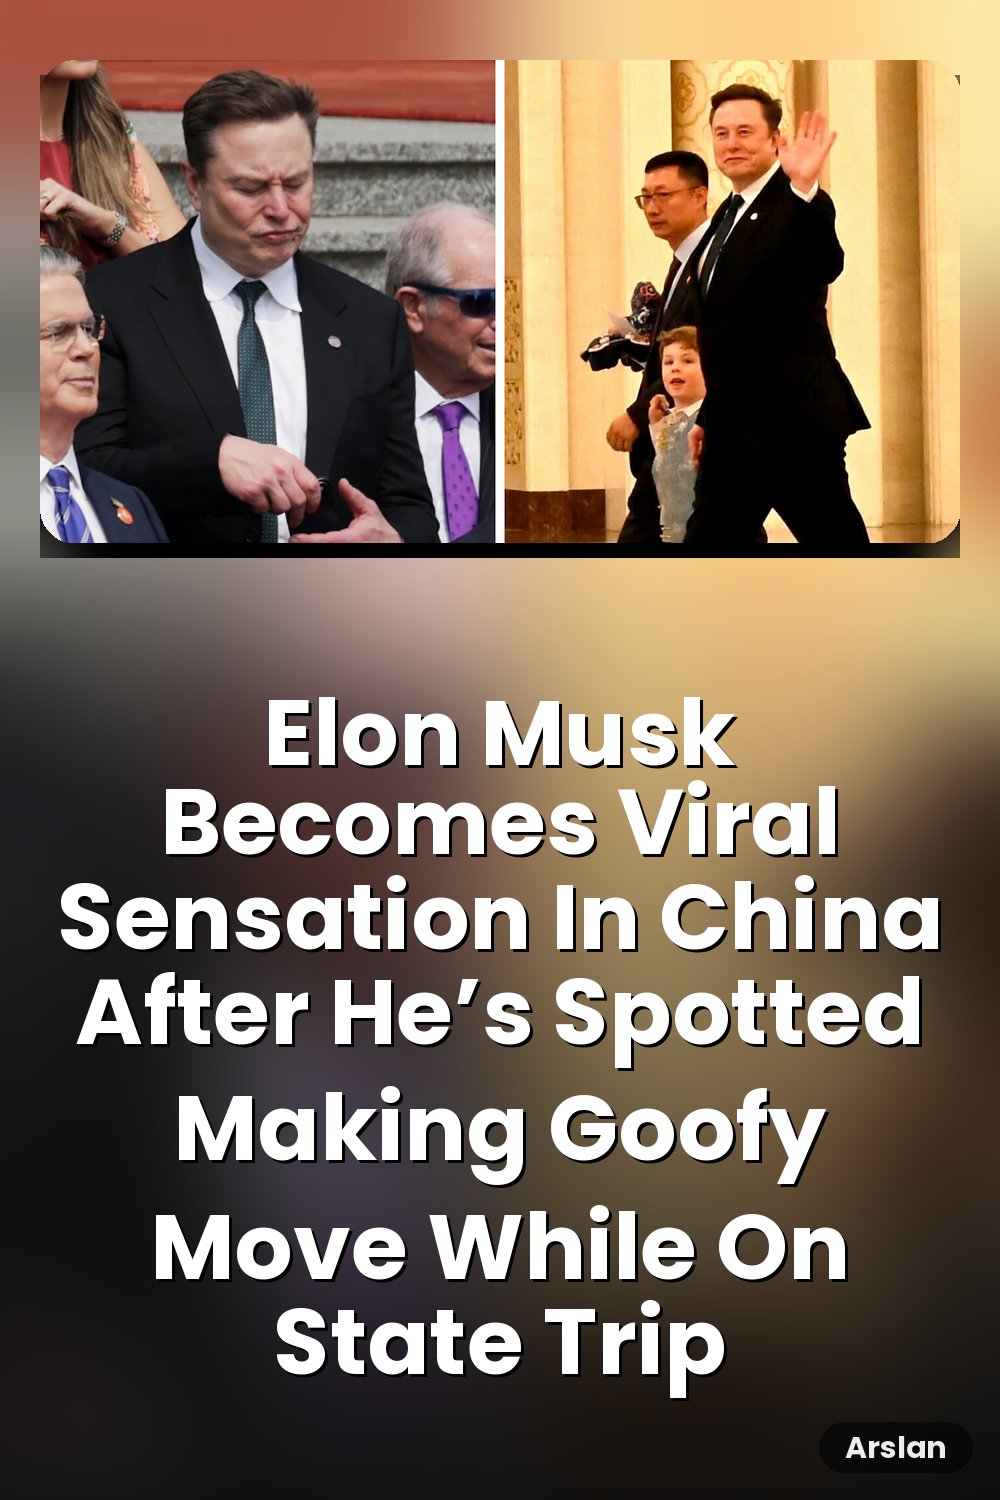 Elon Musk
Becomes Viral
Sensation In China
After He’s Spotted
Making Goofy
Move While On
State Trip
Arslan